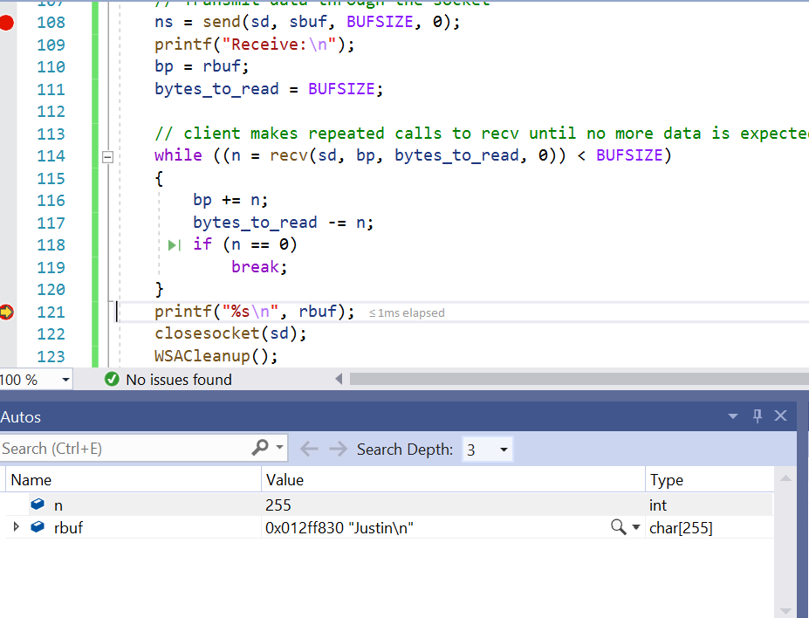 107 // Transmit data through the socket
108 ns = send(sd, sbuf, BUFSIZE, 0);
109 printf("Receive:\n");
110 bp = rbuf;
111 bytes_to_read = BUFSIZE;
112
113 // client makes repeated calls to recv until no more data is expecte
114 while ((n = recv(sd, bp, bytes_to_read, 0)) < BUFSIZE)
115 {
116 bp += n;
117 bytes_to_read -= n;
118 if (n == 0)
119 break;
120 }
121 printf("%s\n", rbuf); ≤1ms elapsed
122 closesocket(sd);
123 WSACleanup();
100 % No issues found
Autos
Search (Ctrl+E) Search Depth: 3
Name Value Type
n 255 int
rbuf 0x012ff830 "Justin\n" char[255]